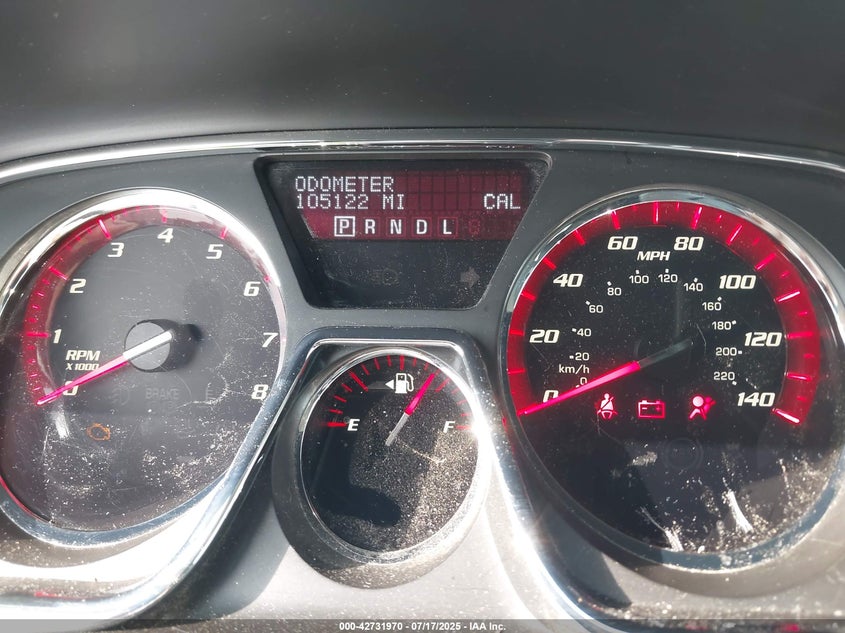 ODOMETER
105122 MI CAL
P R N D L
0 1 2 3 4 5 6 7 8
RPM
X1000
BRAKE
E F
0 20 40 60 80 100 120 140
MPH
0 20 40 60 80 100 120 140 160 180 200 220
km/h
000-42731970 - 07/17/2025 - IAA Inc.